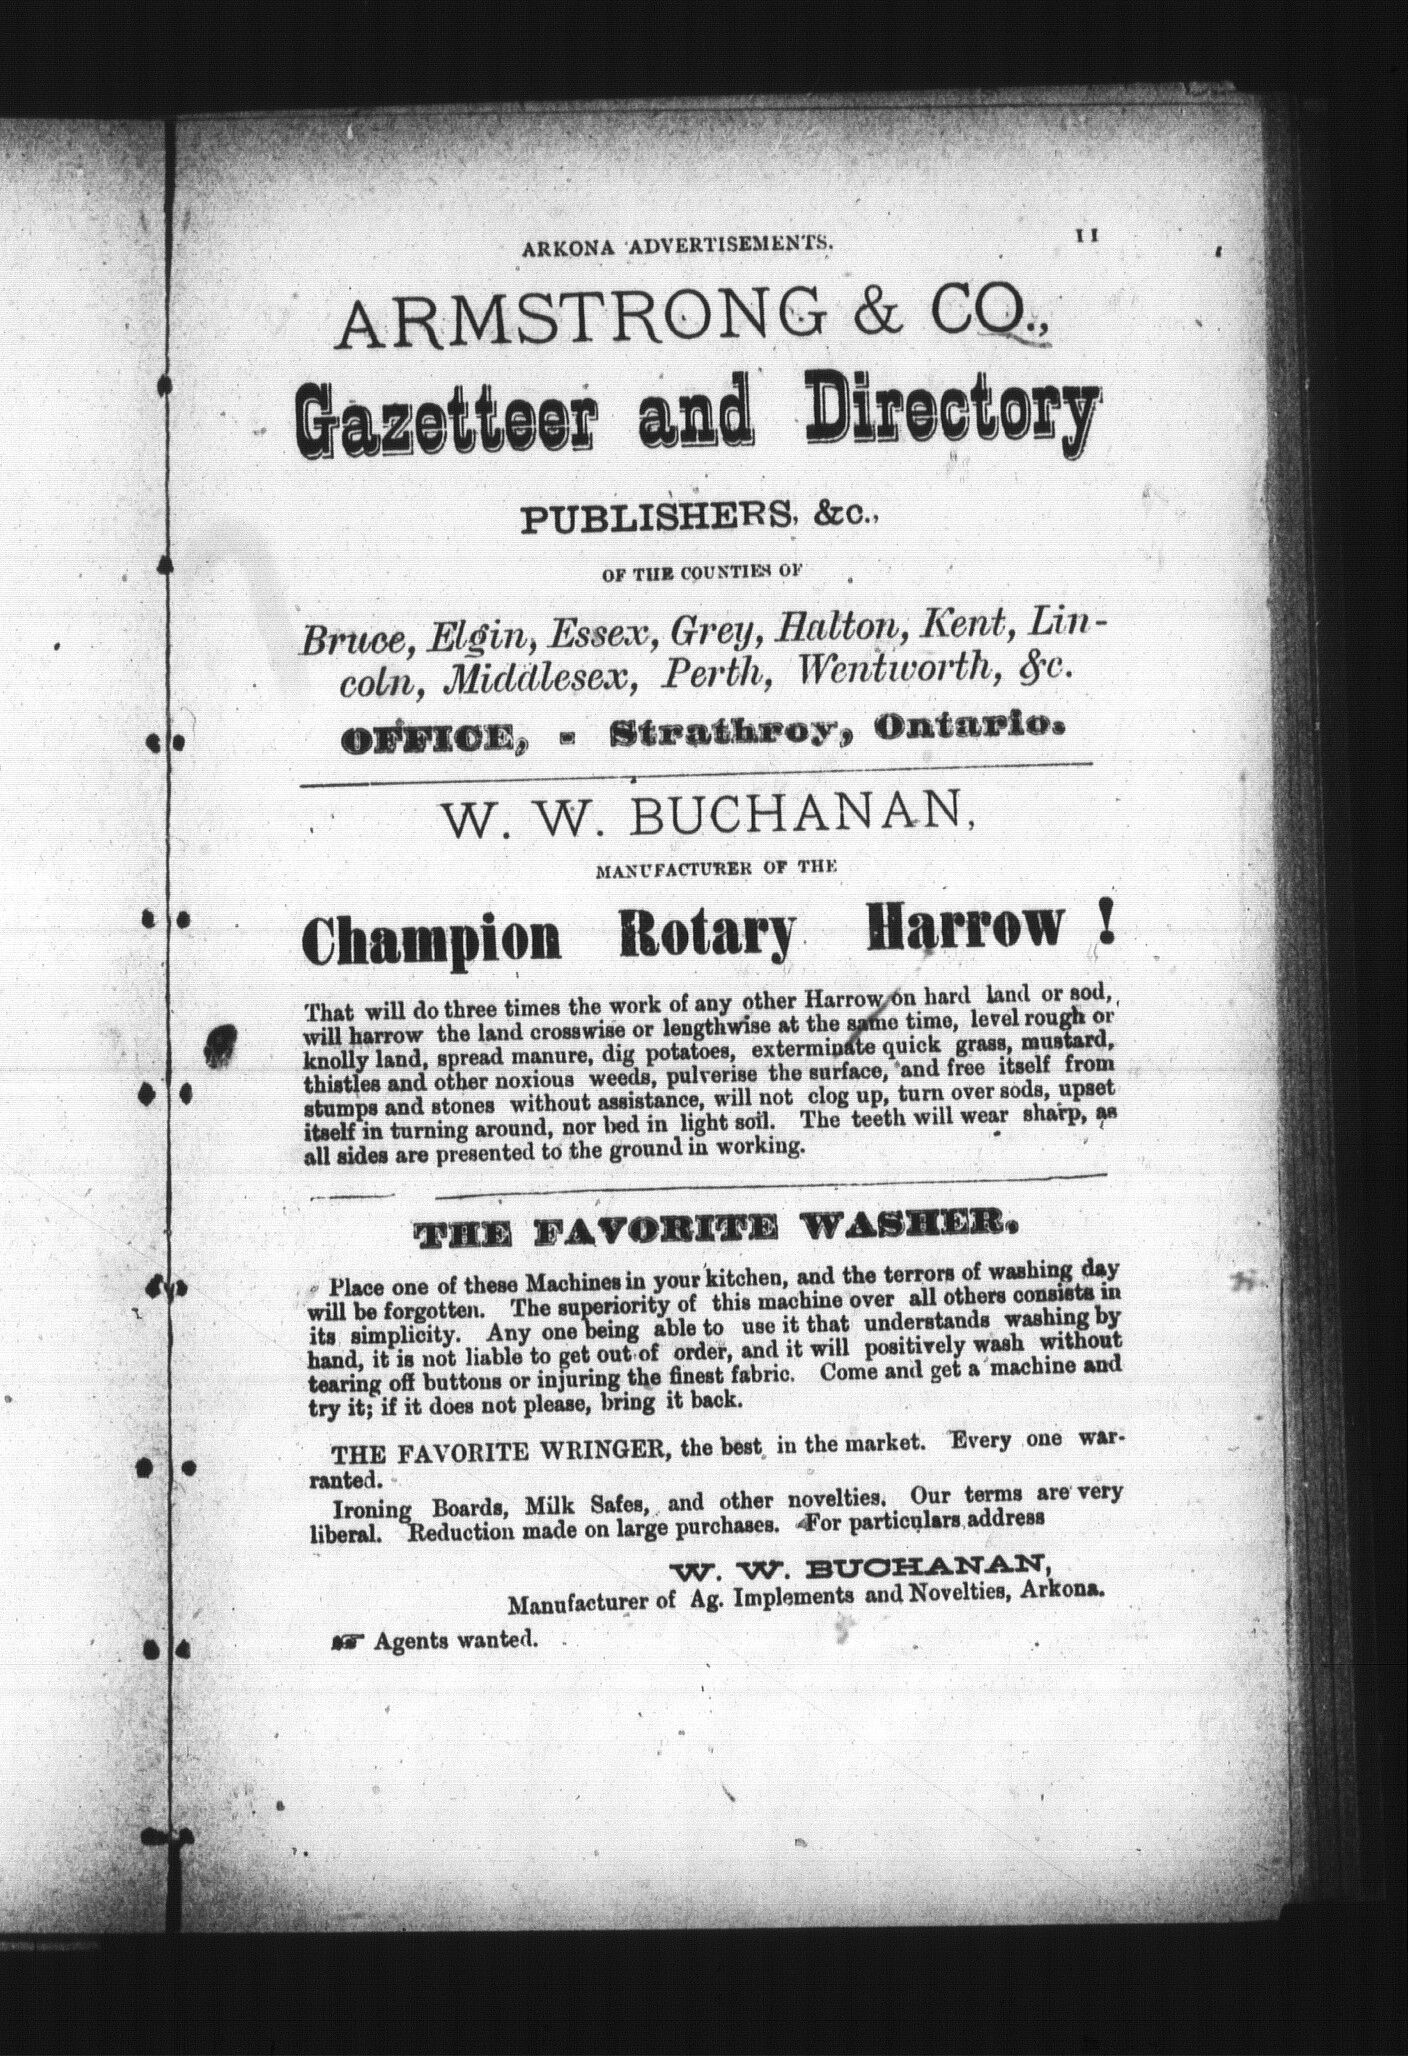 ARKONA ADVERTISEMENTS. 11
ARMSTRONG & CO.,
Gazetteer and Directory
PUBLISHERS, &c.,
OF THE COUNTIES OF
Bruce, Elgin, Essex, Grey, Halton, Kent, Lin-
coln, Middlesex, Perth, Wentworth, &c.
OFFICE, - Strathroy, Ontario.
W. W. BUCHANAN,
MANUFACTURER OF THE
Champion Rotary Harrow !
That will do three times the work of any other Harrow on hard land or sod,
will harrow the land crosswise or lengthwise at the same time, level rough or
knolly land, spread manure, dig potatoes, exterminate quick grass, mustard,
thistles and other noxious weeds, pulverise the surface, and free itself from
stumps and stones without assistance, will not clog up, turn over sods, upset
itself in turning around, nor bed in light soil. The teeth will wear sharp, as
all sides are presented to the ground in working.
THE FAVORITE WASHER.
Place one of these Machines in your kitchen, and the terrors of washing day
will be forgotten. The superiority of this machine over all others consists in
its simplicity. Any one being able to use it that understands washing by
hand, it is not liable to get out of order, and it will positively wash without
tearing off buttons or injuring the finest fabric. Come and get a machine and
try it; if it does not please, bring it back.
THE FAVORITE WRINGER, the best in the market. Every one war-
ranted.
Ironing Boards, Milk Safes, and other novelties. Our terms are very
liberal. Reduction made on large purchases. For particulars address
W. W. BUCHANAN,
Manufacturer of Ag. Implements and Novelties, Arkona.
☞ Agents wanted.